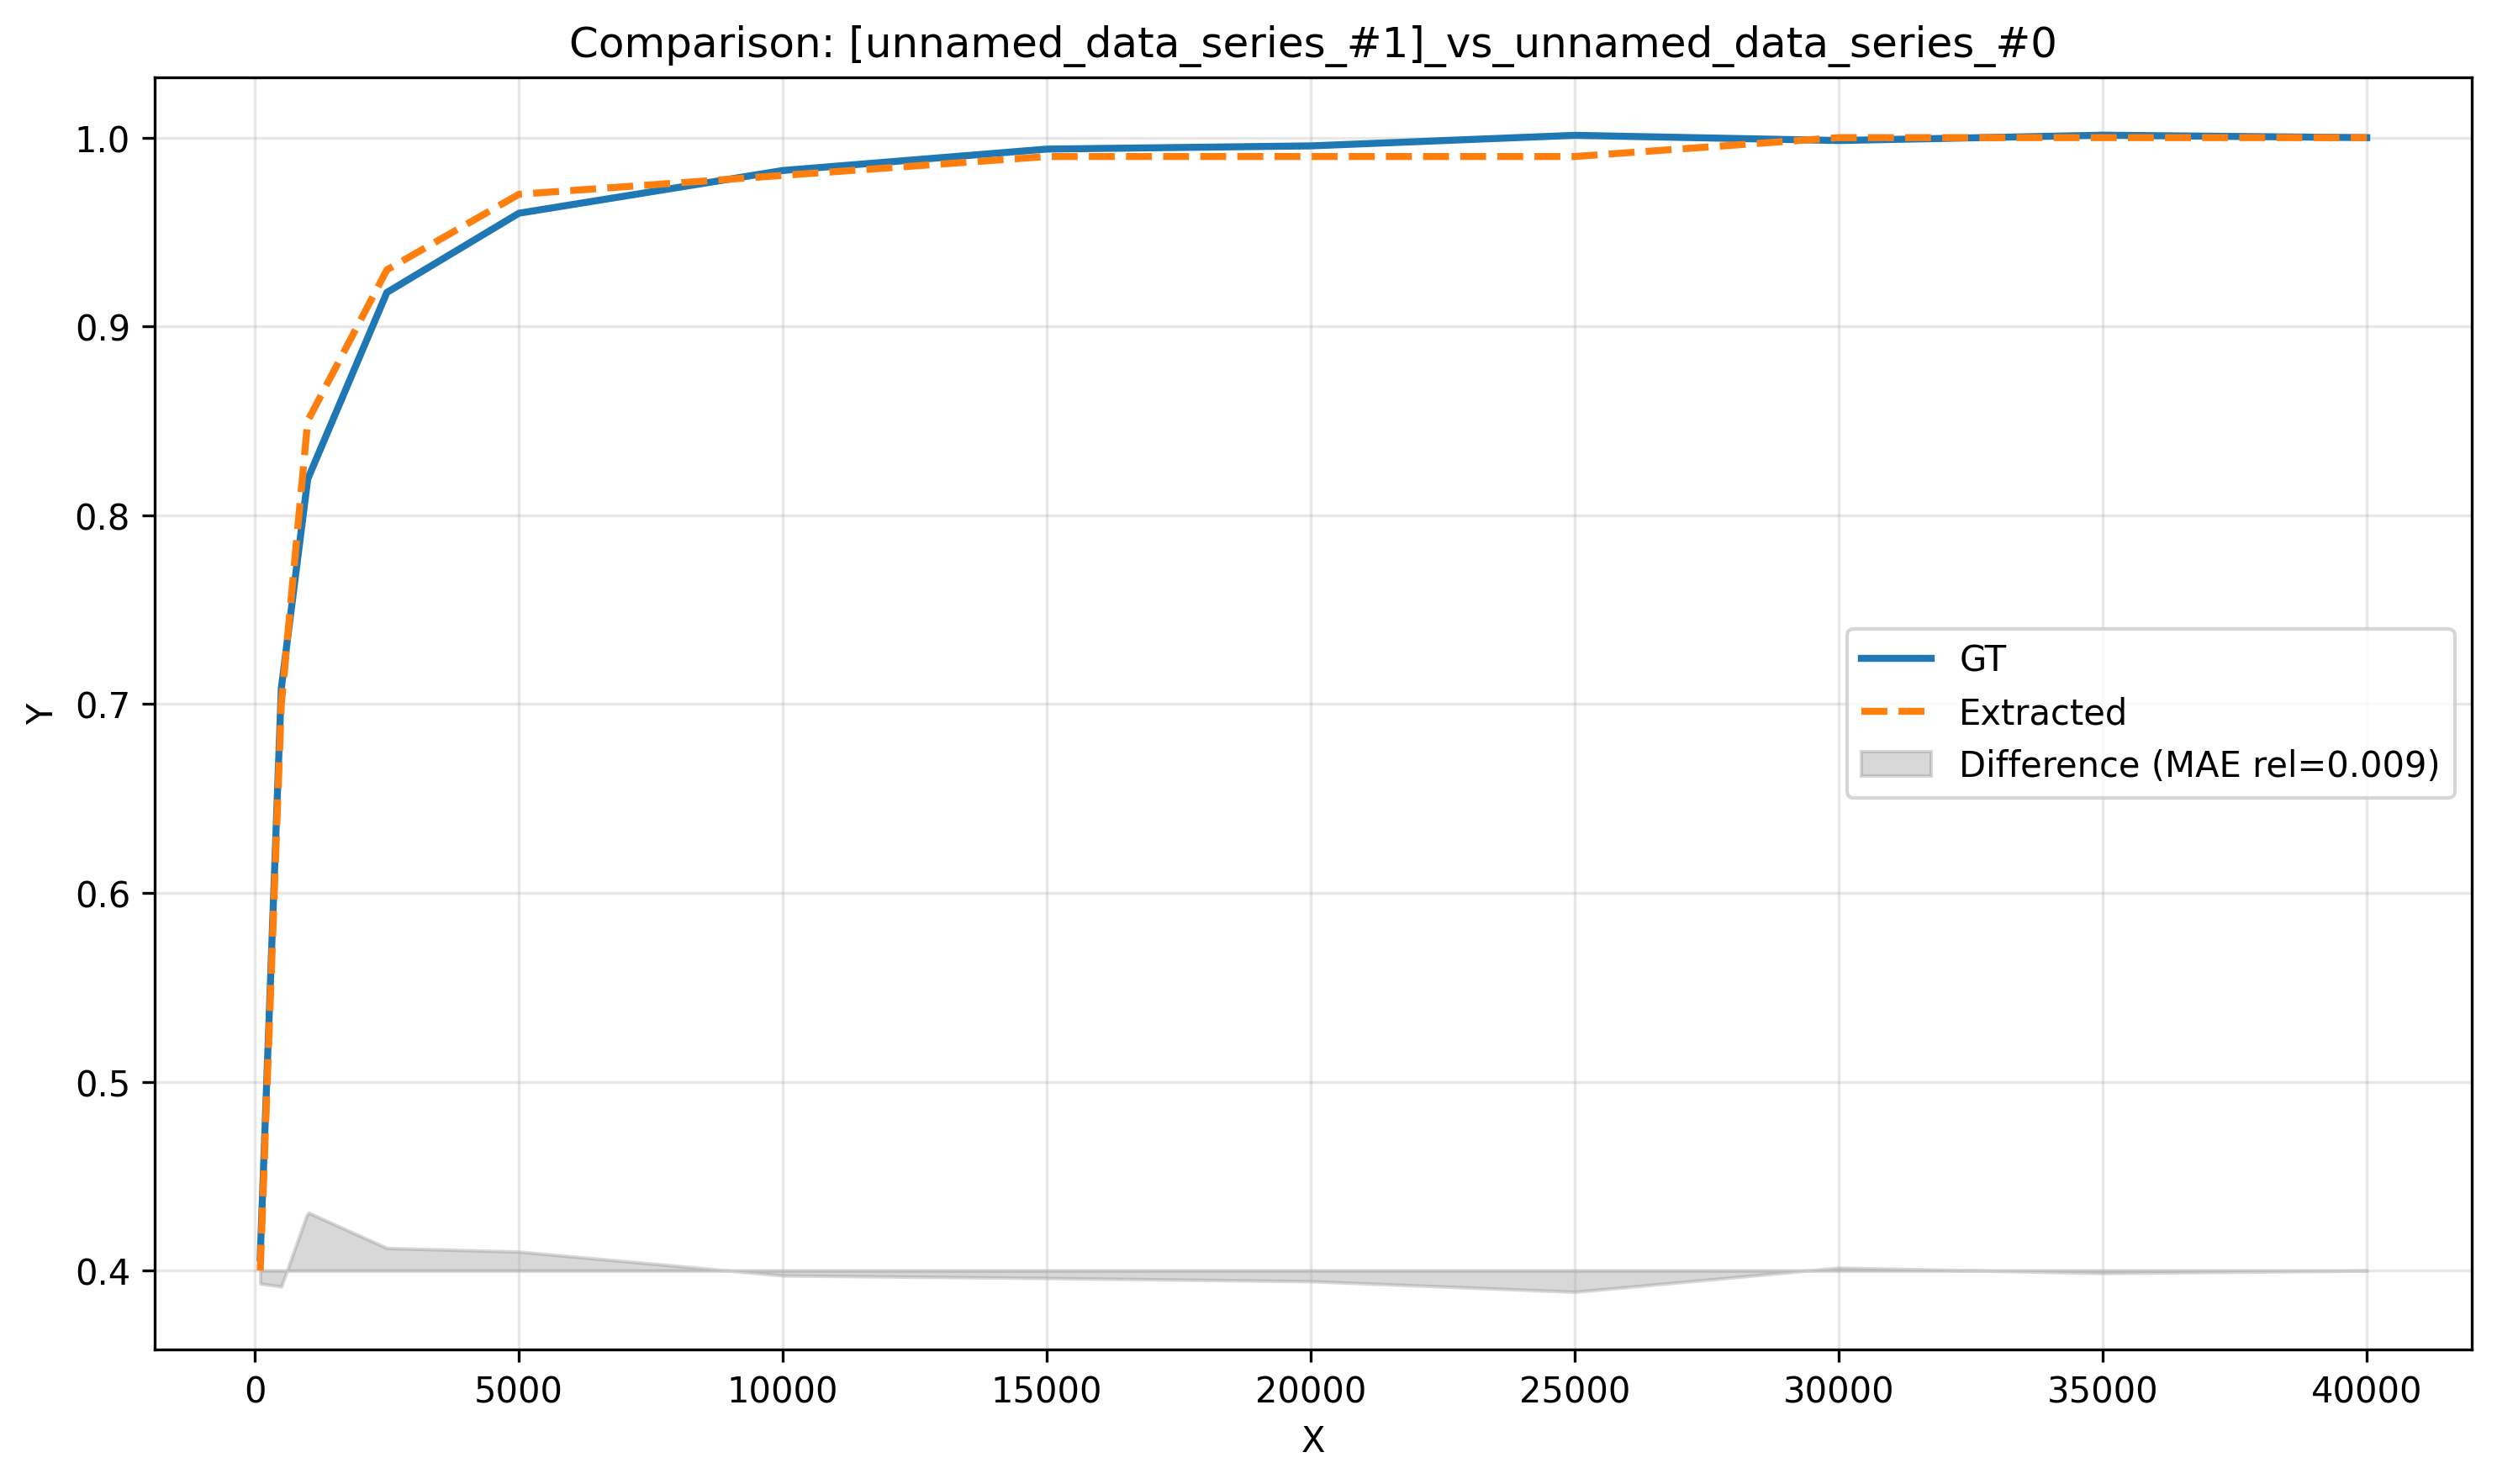 Comparison: [unnamed_data_series_#1]_vs_unnamed_data_series_#0
Y
1.0
0.9
0.8
0.7
0.6
0.5
0.4
GT
Extracted
Difference (MAE rel=0.009)
0 5000 10000 15000 20000 25000 30000 35000 40000
X